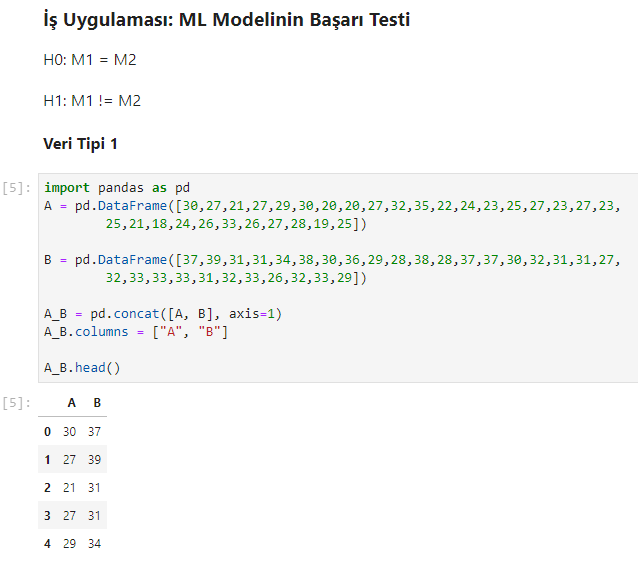 İş Uygulaması: ML Modelinin Başarı Testi
H0: M1 = M2
H1: M1 != M2
Veri Tipi 1
[5]: import pandas as pd
A = pd.DataFrame([30,27,21,27,29,30,20,20,27,32,35,22,24,23,25,27,23,27,23,
25,21,18,24,26,33,26,27,28,19,25])
B = pd.DataFrame([37,39,31,31,34,38,30,36,29,28,38,28,37,37,30,32,31,31,27,
32,33,33,33,31,32,33,26,32,33,29])
A_B = pd.concat([A, B], axis=1)
A_B.columns = ["A", "B"]
A_B.head()
[5]: A B
0 30 37
1 27 39
2 21 31
3 27 31
4 29 34